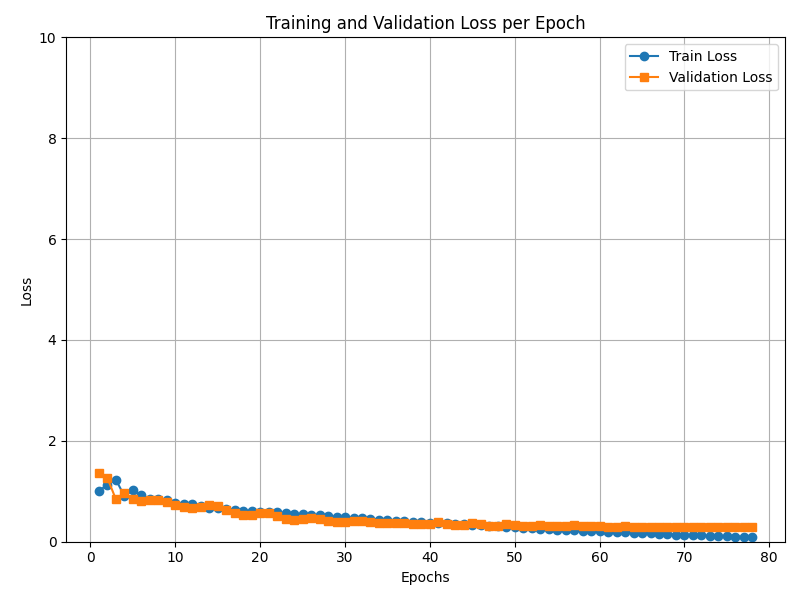 Training and Validation Loss per Epoch
Train Loss
Validation Loss
Loss
10
8
6
4
2
0
0 10 20 30 40 50 60 70 80
Epochs